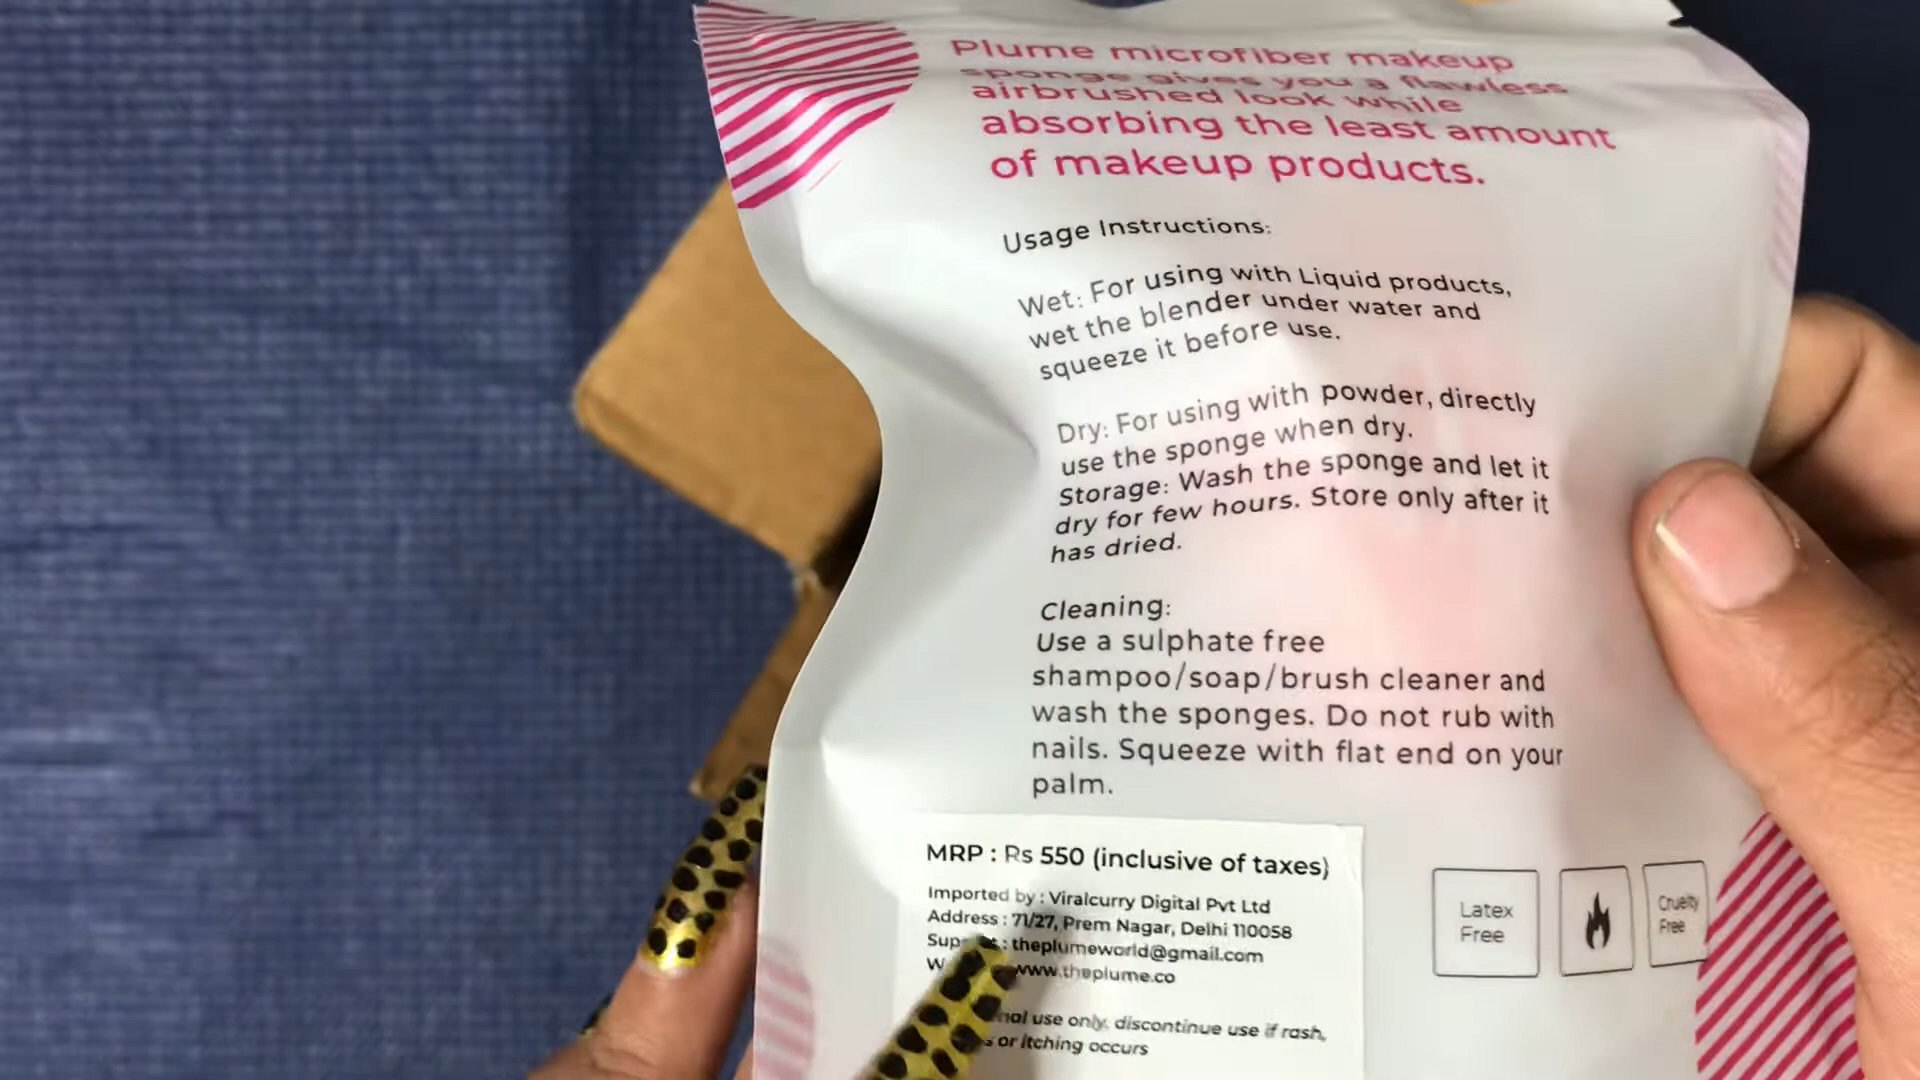 Plume microfiber makeup
sponge gives you a flawless
airbrushed look while
absorbing the least amount
of makeup products.
Usage Instructions:
Wet: For using with Liquid products,
wet the blender under water and
squeeze it before use.
Dry: For using with powder, directly
use the sponge when dry.
Storage: Wash the sponge and let it
dry for few hours. Store only after it
has dried.
Cleaning:
Use a sulphate free
shampoo/soap/brush cleaner and
wash the sponges. Do not rub with
nails. Squeeze with flat end on your
palm.
MRP : Rs 550 (inclusive of taxes)
Imported by : Viralcurry Digital Pvt Ltd
Address : 71/27, Prem Nagar, Delhi 110058
: theplumeworld@gmail.com
www.theplume.co
use only, discontinue use if rash,
or itching occurs
Latex
Free
Cruelty
Free